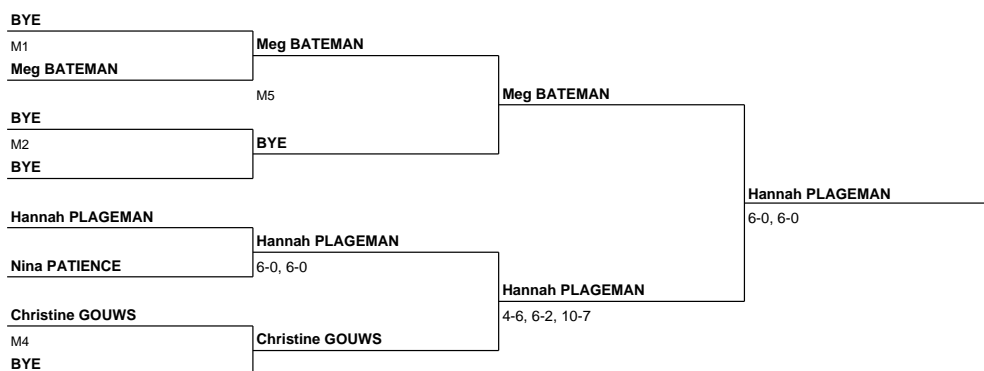 BYE
M1
Meg BATEMAN
Meg BATEMAN
M5
BYE
M2
BYE
BYE
Meg BATEMAN
Hannah PLAGEMAN
Nina PATIENCE
Hannah PLAGEMAN
6-0, 6-0
Christine GOUWS
M4
BYE
Christine GOUWS
Hannah PLAGEMAN
4-6, 6-2, 10-7
Hannah PLAGEMAN
6-0, 6-0